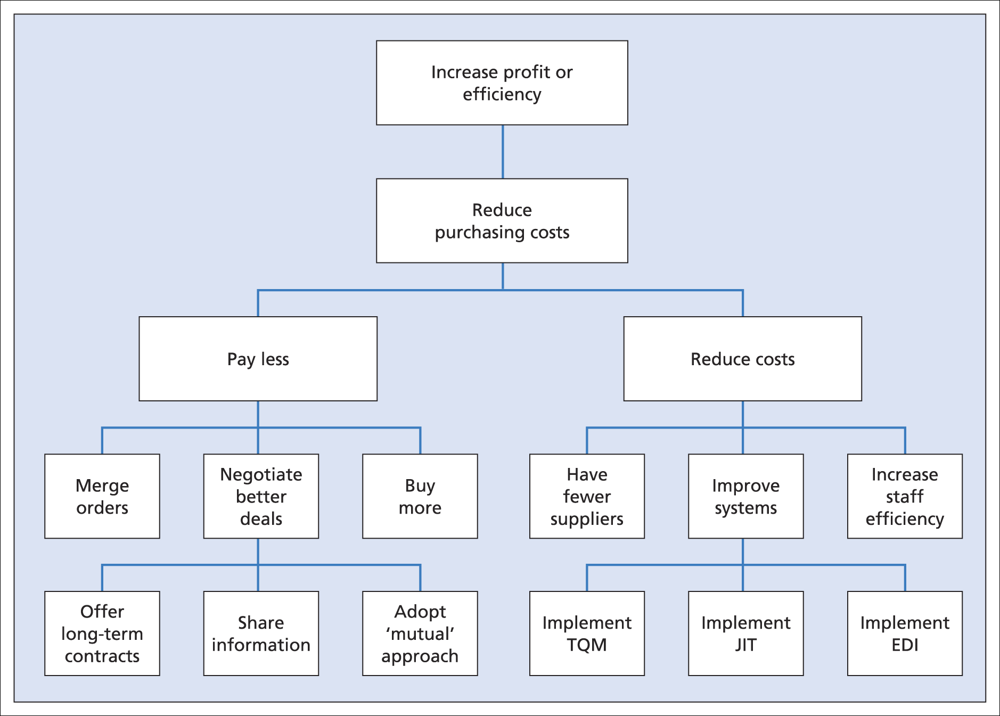 Increase profit or
efficiency
Reduce
purchasing costs
Pay less
Reduce costs
Merge
orders
Negotiate
better
deals
Buy
more
Have
fewer
suppliers
Improve
systems
Increase
staff
efficiency
Offer
long-term
contracts
Share
information
Adopt
‘mutual’
approach
Implement
TQM
Implement
JIT
Implement
EDI